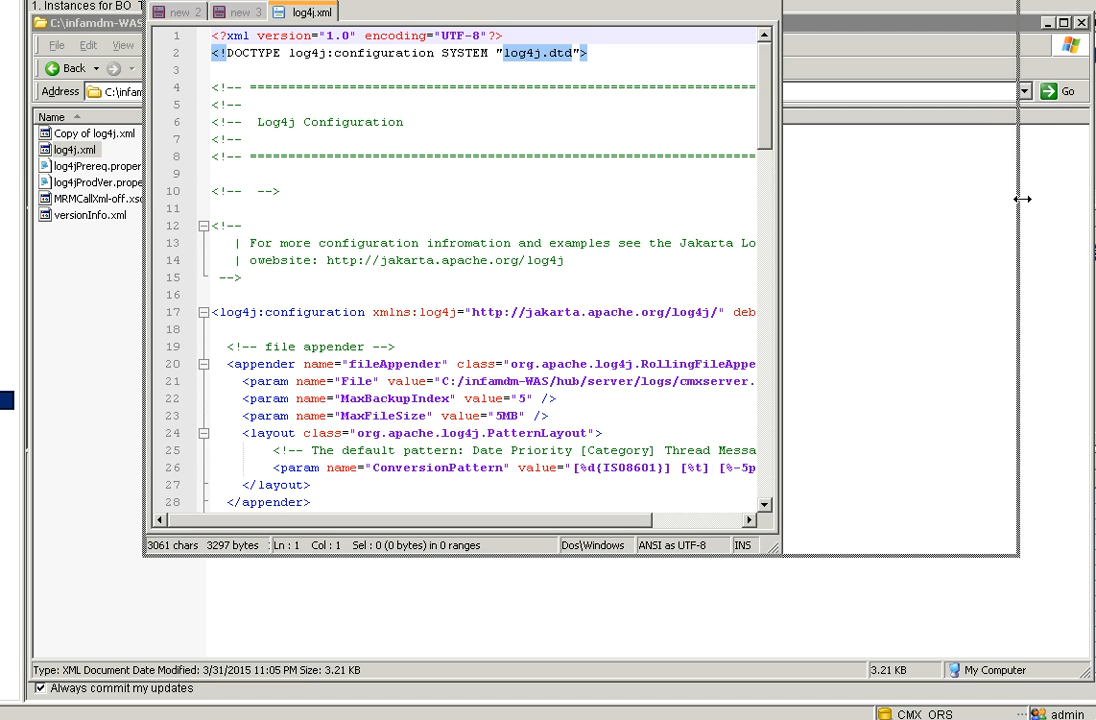 1. Instances for BO
new 2
new 3
log4j.xml
C:\infamdm-WAS
File Edit View
Back
Address C:\infam
Go
Name
Copy of log4j.xml
log4j.xml
log4jPrereq.proper
log4jProdVer.prope
MRMCallXml-off.xsd
versionInfo.xml
1 <?xml version="1.0" encoding="UTF-8"?>
2 <!DOCTYPE log4j:configuration SYSTEM "log4j.dtd">
3
4 <!-- ==================================================================
5 <!--
6 <!-- Log4j Configuration
7 <!--
8 <!-- ==================================================================
9
10 <!-- -->
11
12 <!--
13 | For more configuration infromation and examples see the Jakarta Lo
14 | owebsite: http://jakarta.apache.org/log4j
15 -->
16
17 <log4j:configuration xmlns:log4j="http://jakarta.apache.org/log4j/" deb
18
19 <!-- file appender -->
20 <appender name="fileAppender" class="org.apache.log4j.RollingFileAppe
21 <param name="File" value="C:/infamdm-WAS/hub/server/logs/cmxserver.
22 <param name="MaxBackupIndex" value="5" />
23 <param name="MaxFileSize" value="5MB" />
24 <layout class="org.apache.log4j.PatternLayout">
25 <!-- The default pattern: Date Priority [Category] Thread Messa
26 <param name="ConversionPattern" value="[%d{ISO8601}] [%t] [%-5p
27 </layout>
28 </appender>
3061 chars 3297 bytes Ln : 1 Col : 1 Sel : 0 (0 bytes) in 0 ranges Dos\Windows ANSI as UTF-8 INS
Type: XML Document Date Modified: 3/31/2015 11:05 PM Size: 3.21 KB 3.21 KB My Computer
Always commit my updates
CMX_ORS admin